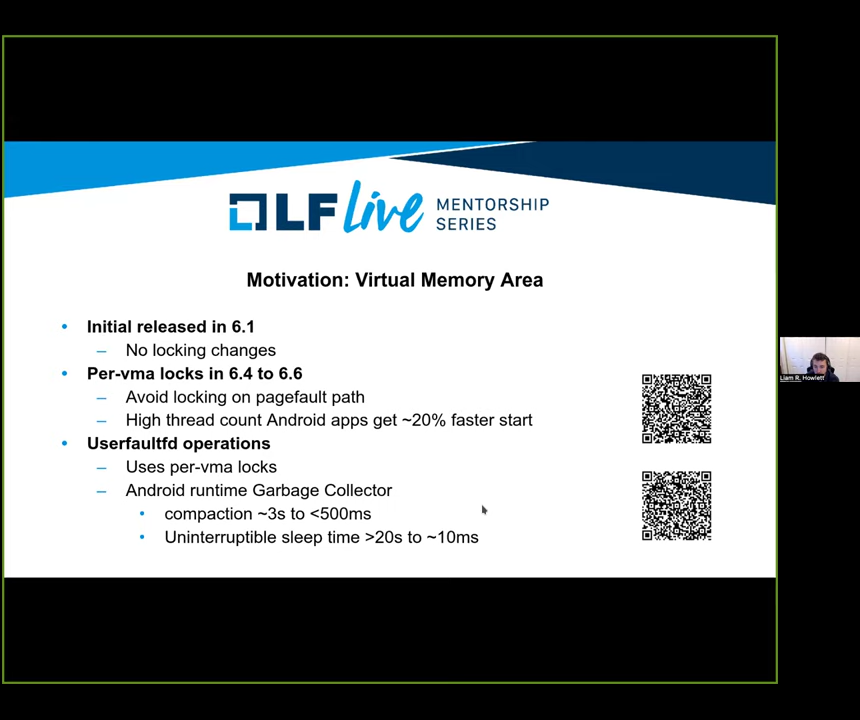 LF Live MENTORSHIP
SERIES
Motivation: Virtual Memory Area
• Initial released in 6.1
– No locking changes
• Per-vma locks in 6.4 to 6.6
– Avoid locking on pagefault path
– High thread count Android apps get ~20% faster start
• Userfaultfd operations
– Uses per-vma locks
– Android runtime Garbage Collector
• compaction ~3s to <500ms
• Uninterruptible sleep time >20s to ~10ms
Liam R. Howlett